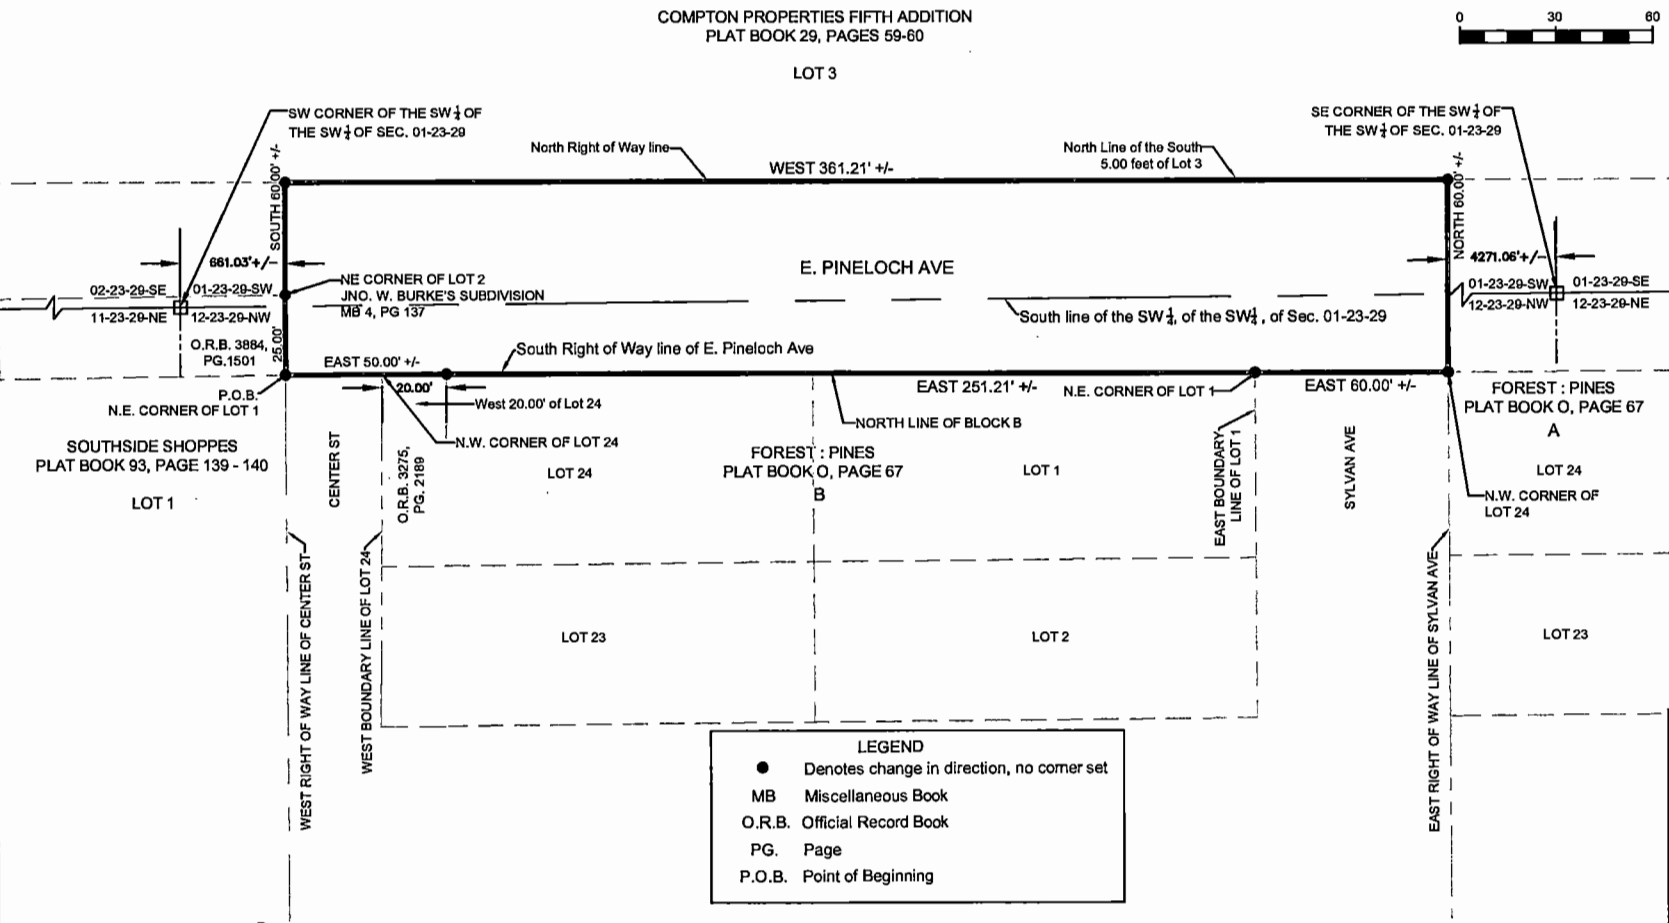 COMPTON PROPERTIES FIFTH ADDITION
PLAT BOOK 29, PAGES 59-60
LOT 3
0 30 60
SW CORNER OF THE SW ¼ OF
THE SW ¼ OF SEC. 01-23-29
SE CORNER OF THE SW ¼ OF
THE SW ¼ OF SEC. 01-23-29
North Right of Way line
WEST 361.21' +/-
North Line of the South
5.00 feet of Lot 3
SOUTH 60.00' +/-
NORTH 60.00' +/-
661.03'+/-
E. PINELOCH AVE
4271.06'+/-
NE CORNER OF LOT 2
JNO. W. BURKE'S SUBDIVISION
MB 4, PG 137
02-23-29-SE
01-23-29-SW
11-23-29-NE
12-23-29-NW
01-23-29-SW
01-23-29-SE
12-23-29-NW
12-23-29-NE
South line of the SW ¼, of the SW¼, of Sec. 01-23-29
O.R.B. 3884,
PG.1501
25.00'
EAST 50.00' +/-
South Right of Way line of E. Pineloch Ave
P.O.B.
N.E. CORNER OF LOT 1
20.00'
West 20.00' of Lot 24
N.W. CORNER OF LOT 24
EAST 251.21' +/-
NORTH LINE OF BLOCK B
N.E. CORNER OF LOT 1
EAST 60.00' +/-
FOREST : PINES
PLAT BOOK O, PAGE 67
A
LOT 24
N.W. CORNER OF
LOT 24
SOUTHSIDE SHOPPES
PLAT BOOK 93, PAGE 139 - 140
LOT 1
CENTER ST
O.R.B. 3275,
PG. 2189
LOT 24
FOREST : PINES
PLAT BOOK O, PAGE 67
B
LOT 1
EAST BOUNDARY
LINE OF LOT 1
SYLVAN AVE
WEST RIGHT OF WAY LINE OF CENTER ST
WEST BOUNDARY LINE OF LOT 24
LOT 23
LOT 2
EAST RIGHT OF WAY LINE OF SYLVAN AVE
LOT 23
LEGEND
Denotes change in direction, no corner set
MB Miscellaneous Book
O.R.B. Official Record Book
PG. Page
P.O.B. Point of Beginning